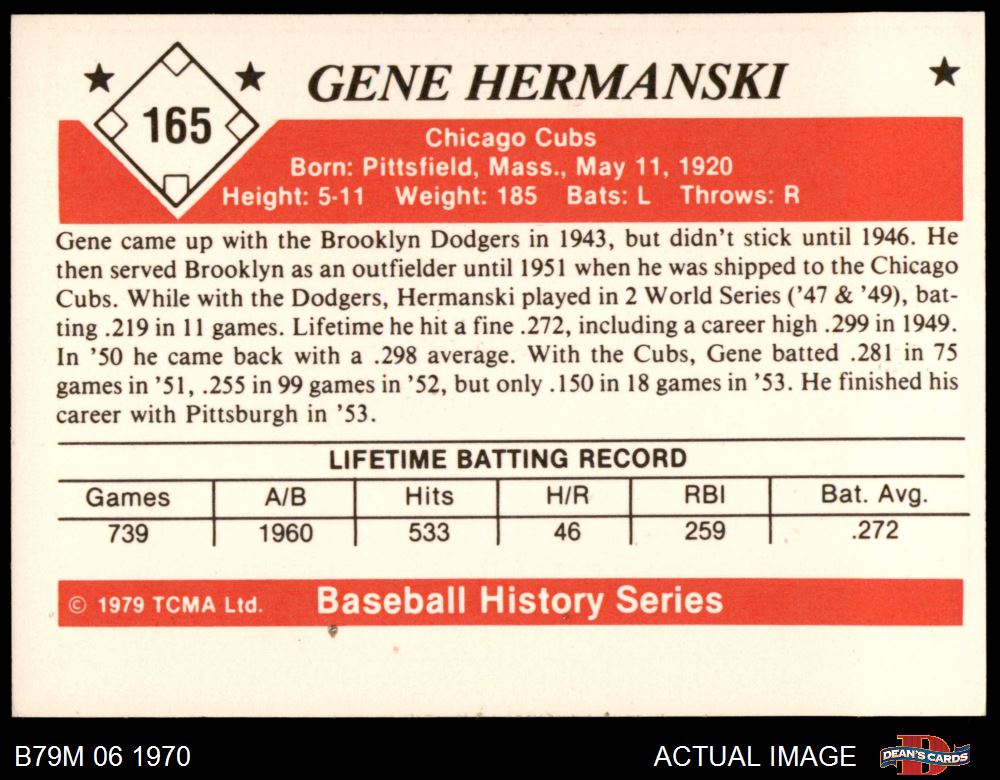 165
GENE HERMANSKI
Chicago Cubs
Born: Pittsfield, Mass., May 11, 1920
Height: 5-11 Weight: 185 Bats: L Throws: R
Gene came up with the Brooklyn Dodgers in 1943, but didn't stick until 1946. He
then served Brooklyn as an outfielder until 1951 when he was shipped to the Chicago
Cubs. While with the Dodgers, Hermanski played in 2 World Series ('47 & '49), bat-
ting .219 in 11 games. Lifetime he hit a fine .272, including a career high .299 in 1949.
In '50 he came back with a .298 average. With the Cubs, Gene batted .281 in 75
games in '51, .255 in 99 games in '52, but only .150 in 18 games in '53. He finished his
career with Pittsburgh in '53.
LIFETIME BATTING RECORD
Games A/B Hits H/R RBI Bat. Avg.
739 1960 533 46 259 .272
© 1979 TCMA Ltd. Baseball History Series
B79M 06 1970 ACTUAL IMAGE DEAN'S CARDS